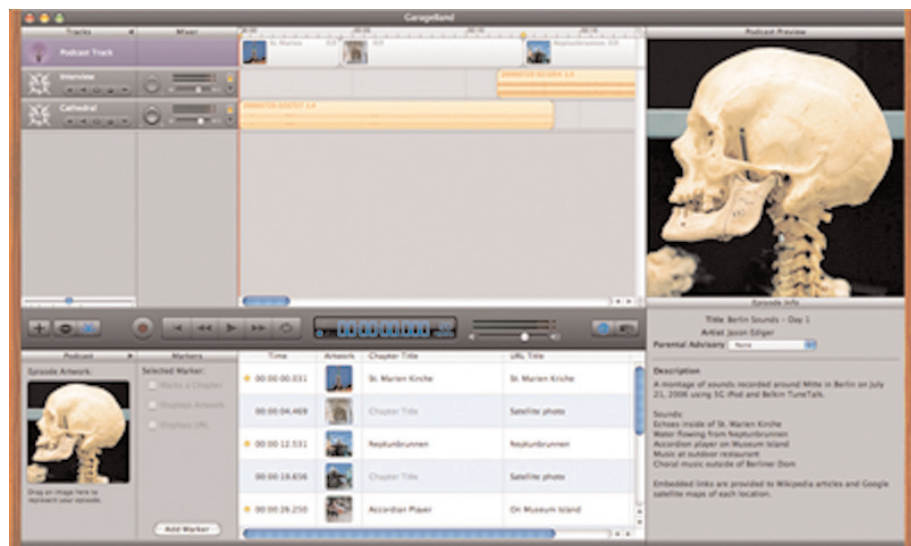 GarageBand
Tracks
Mixer
Podcast Preview
Podcast Track
St. Marien
Neptunbrunnen
Interview
Cathedral
Episode Info
Title Berlin Sounds - Day 1
Artist Jason Ediger
Parental Advisory None
Podcast
Markers
Time Artwork Chapter Title URL Title
Episode Artwork:
Selected Marker:
Marks a Chapter
Displays Artwork
Displays URL
Drag an image here to
represent your episode.
Add Marker
00:00:00.031 St. Marien Kirche St. Marien Kirche
00:00:04.469 Chapter Title Satellite photo
00:00:12.531 Neptunbrunnen Neptunbrunnen
00:00:19.656 Chapter Title Satellite photo
00:00:26.250 Accordian Player On Museum Island
Description
A montage of sounds recorded around Mitte in Berlin on July
21, 2006 using 5G iPod and Belkin TuneTalk.
Sounds:
Echoes inside of St. Marien Kirche
Water flowing from Neptunbrunnen
Accordion player on Museum Island
Music at outdoor restaurant
Choral music outside of Berliner Dom
Embedded links are provided to Wikipedia articles and Google
satellite maps of each location.